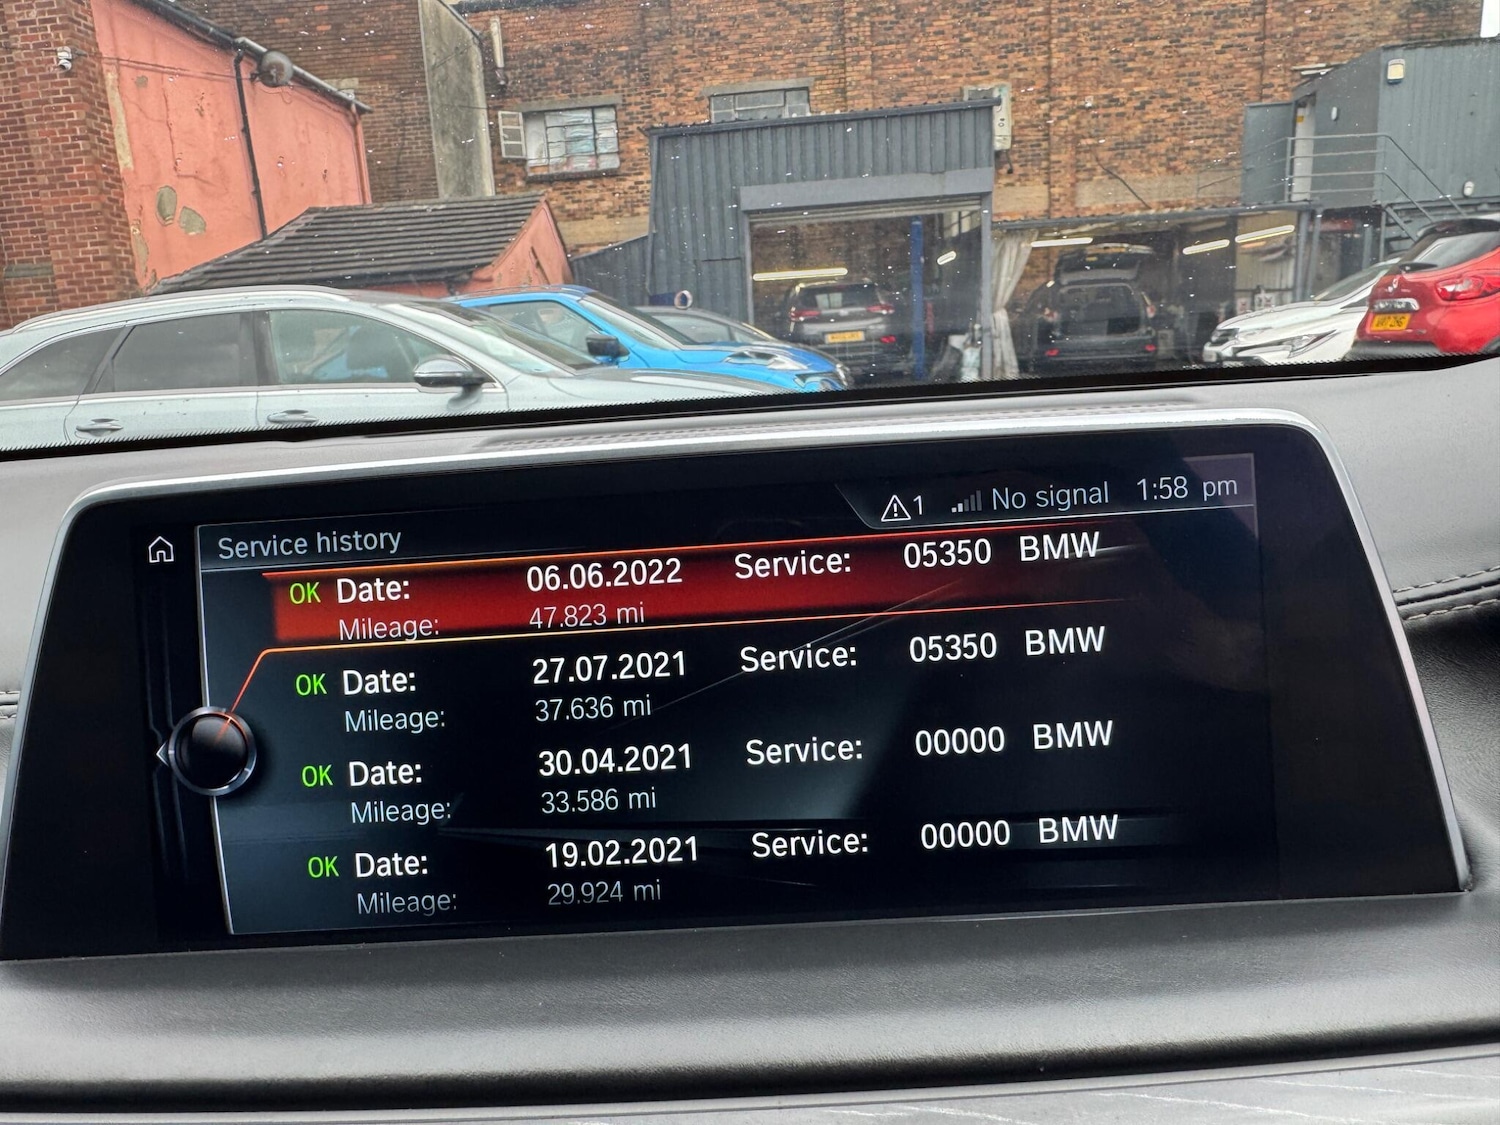 1 No signal 1:58 pm
Service history
OK Date: 06.06.2022 Service: 05350 BMW
Mileage: 47.823 mi
OK Date: 27.07.2021 Service: 05350 BMW
Mileage: 37.636 mi
OK Date: 30.04.2021 Service: 00000 BMW
Mileage: 33.586 mi
OK Date: 19.02.2021 Service: 00000 BMW
Mileage: 29.924 mi